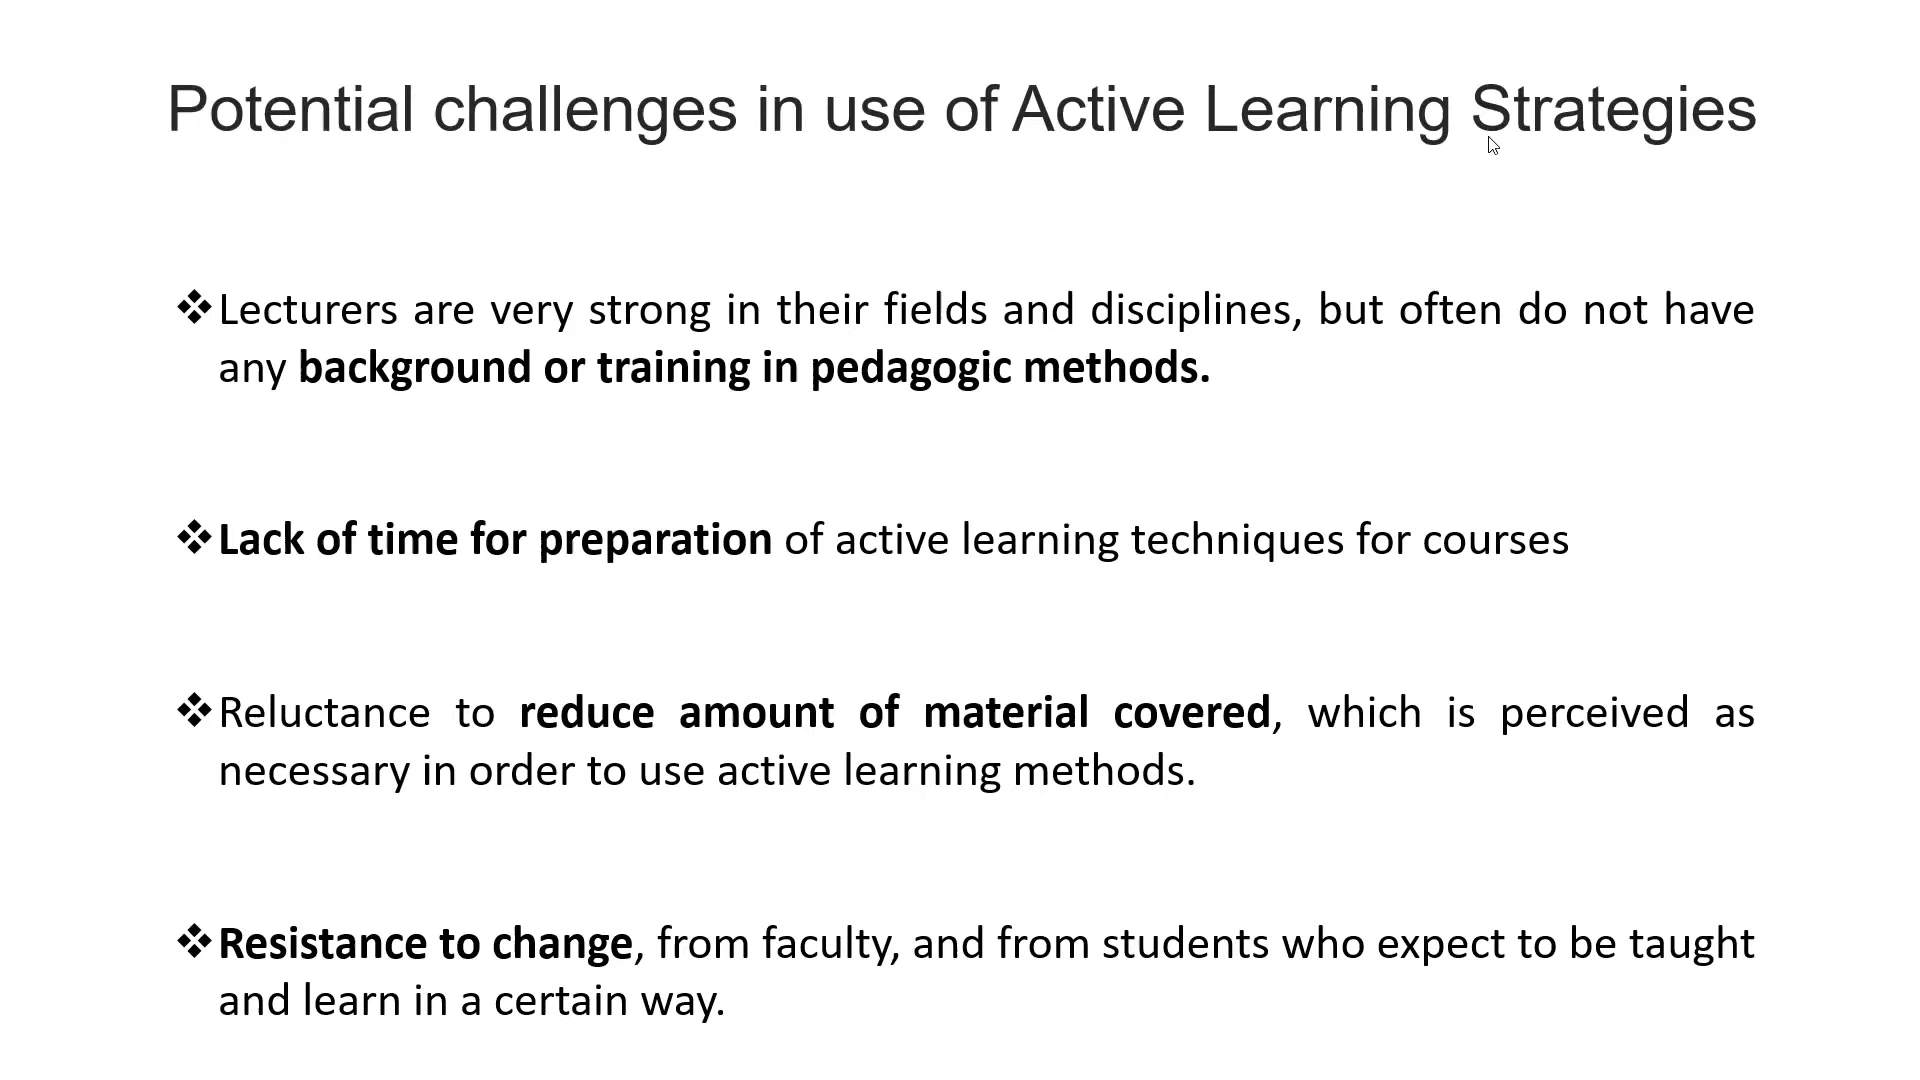 Potential challenges in use of Active Learning Strategies
❖Lecturers are very strong in their fields and disciplines, but often do not have
any background or training in pedagogic methods.
❖Lack of time for preparation of active learning techniques for courses
❖Reluctance to reduce amount of material covered, which is perceived as
necessary in order to use active learning methods.
❖Resistance to change, from faculty, and from students who expect to be taught
and learn in a certain way.